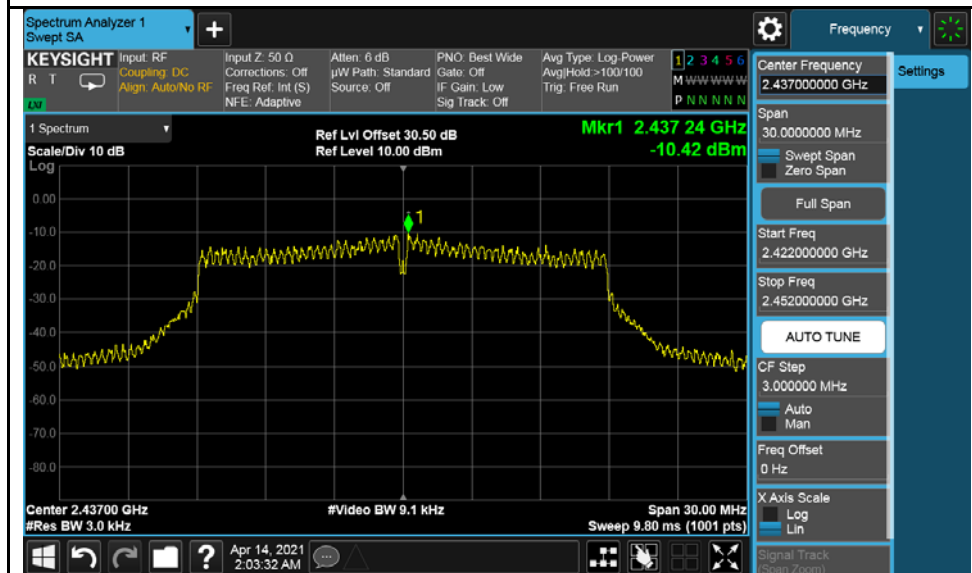 Spectrum Analyzer 1
Swept SA
+
Frequency
KEYSIGHT
R T
LXI
Input: RF
Coupling: DC
Align: Auto/No RF
Input Z: 50 Ω
Corrections: Off
Freq Ref: Int (S)
NFE: Adaptive
Atten: 6 dB
µW Path: Standard
Source: Off
PNO: Best Wide
Gate: Off
IF Gain: Low
Sig Track: Off
Avg Type: Log-Power
Avg|Hold:>100/100
Trig: Free Run
1 2 3 4 5 6
M W W W W W
P N N N N N
1 Spectrum
Scale/Div 10 dB
Log
Ref Lvl Offset 30.50 dB
Ref Level 10.00 dBm
Mkr1 2.437 24 GHz
-10.42 dBm
0.00
-10.0
-20.0
-30.0
-40.0
-50.0
-60.0
-70.0
-80.0
1
Center 2.43700 GHz
#Res BW 3.0 kHz
#Video BW 9.1 kHz
Span 30.00 MHz
Sweep 9.80 ms (1001 pts)
?
Apr 14, 2021
2:03:32 AM
Center Frequency
2.437000000 GHz
Span
30.0000000 MHz
Swept Span
Zero Span
Full Span
Start Freq
2.422000000 GHz
Stop Freq
2.452000000 GHz
AUTO TUNE
CF Step
3.000000 MHz
Auto
Man
Freq Offset
0 Hz
X Axis Scale
Log
Lin
Signal Track
(Span Zoom)
Settings